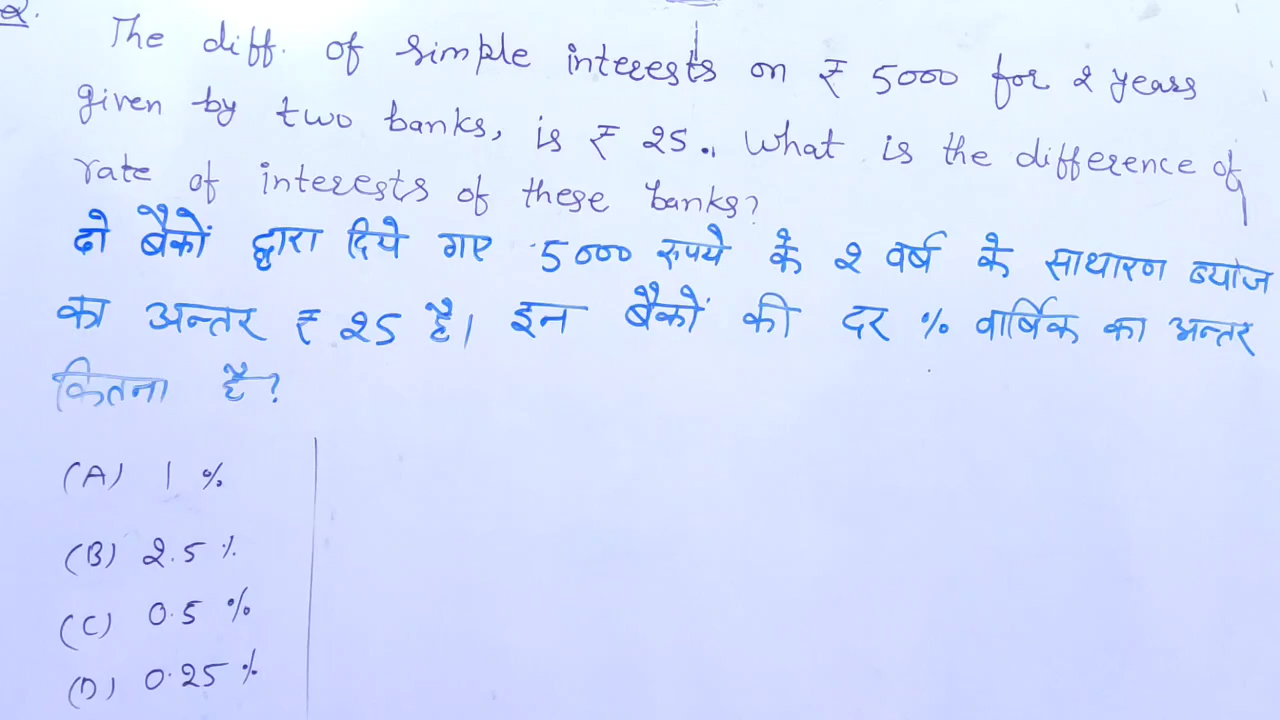 Q.
The diff. of simple interests on ₹ 5000 for 2 years
given by two banks, is ₹ 25.. What is the difference of
rate of interests of these banks?
दो बैंकों द्वारा दिये गए 5000 रुपये के 2 वर्ष के साधारण ब्याज
का अन्तर ₹ 25 है। इन बैंकों की दर % वार्षिक का अन्तर
कितना है?
(A) 1 %
(B) 2.5 %
(C) 0.5 %
(D) 0.25 %